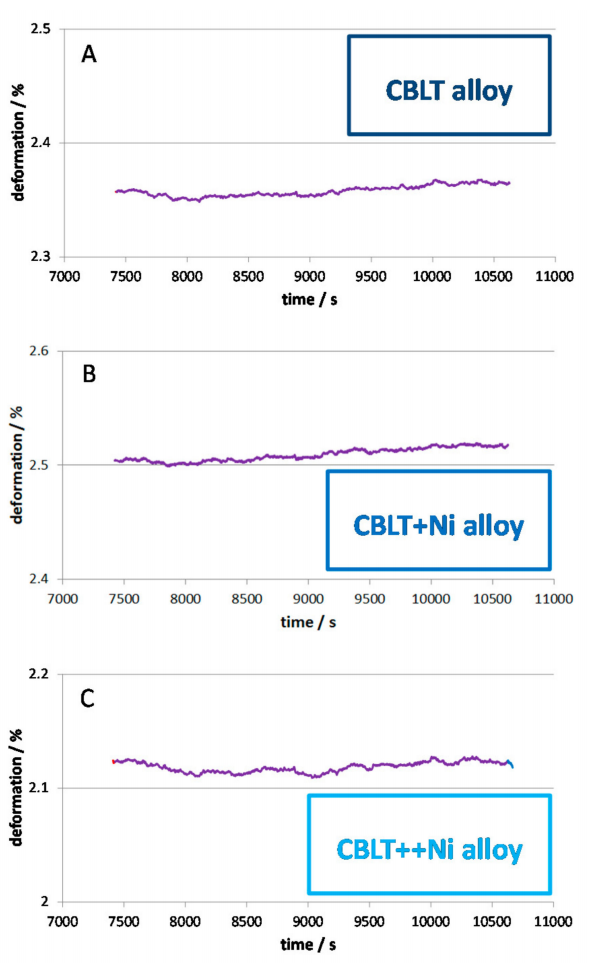 2.5
A
CBLT alloy
2.4
2.3
deformation / %
7000 7500 8000 8500 9000 9500 10000 10500 11000
time / s
2.6
B
2.5
CBLT+Ni alloy
2.4
deformation / %
7000 7500 8000 8500 9000 9500 10000 10500 11000
time / s
2.2
C
2.1
CBLT++Ni alloy
2
deformation / %
7000 7500 8000 8500 9000 9500 10000 10500 11000
time / s